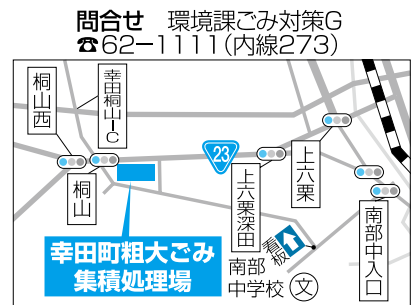 問合せ　環境課ごみ対策G
☎62－1111（内線273）
桐山西
幸田桐山IC
桐山
23
上六栗深田
上六栗
南部中入口
看板
南部
中学校 文
幸田町粗大ごみ
集積処理場